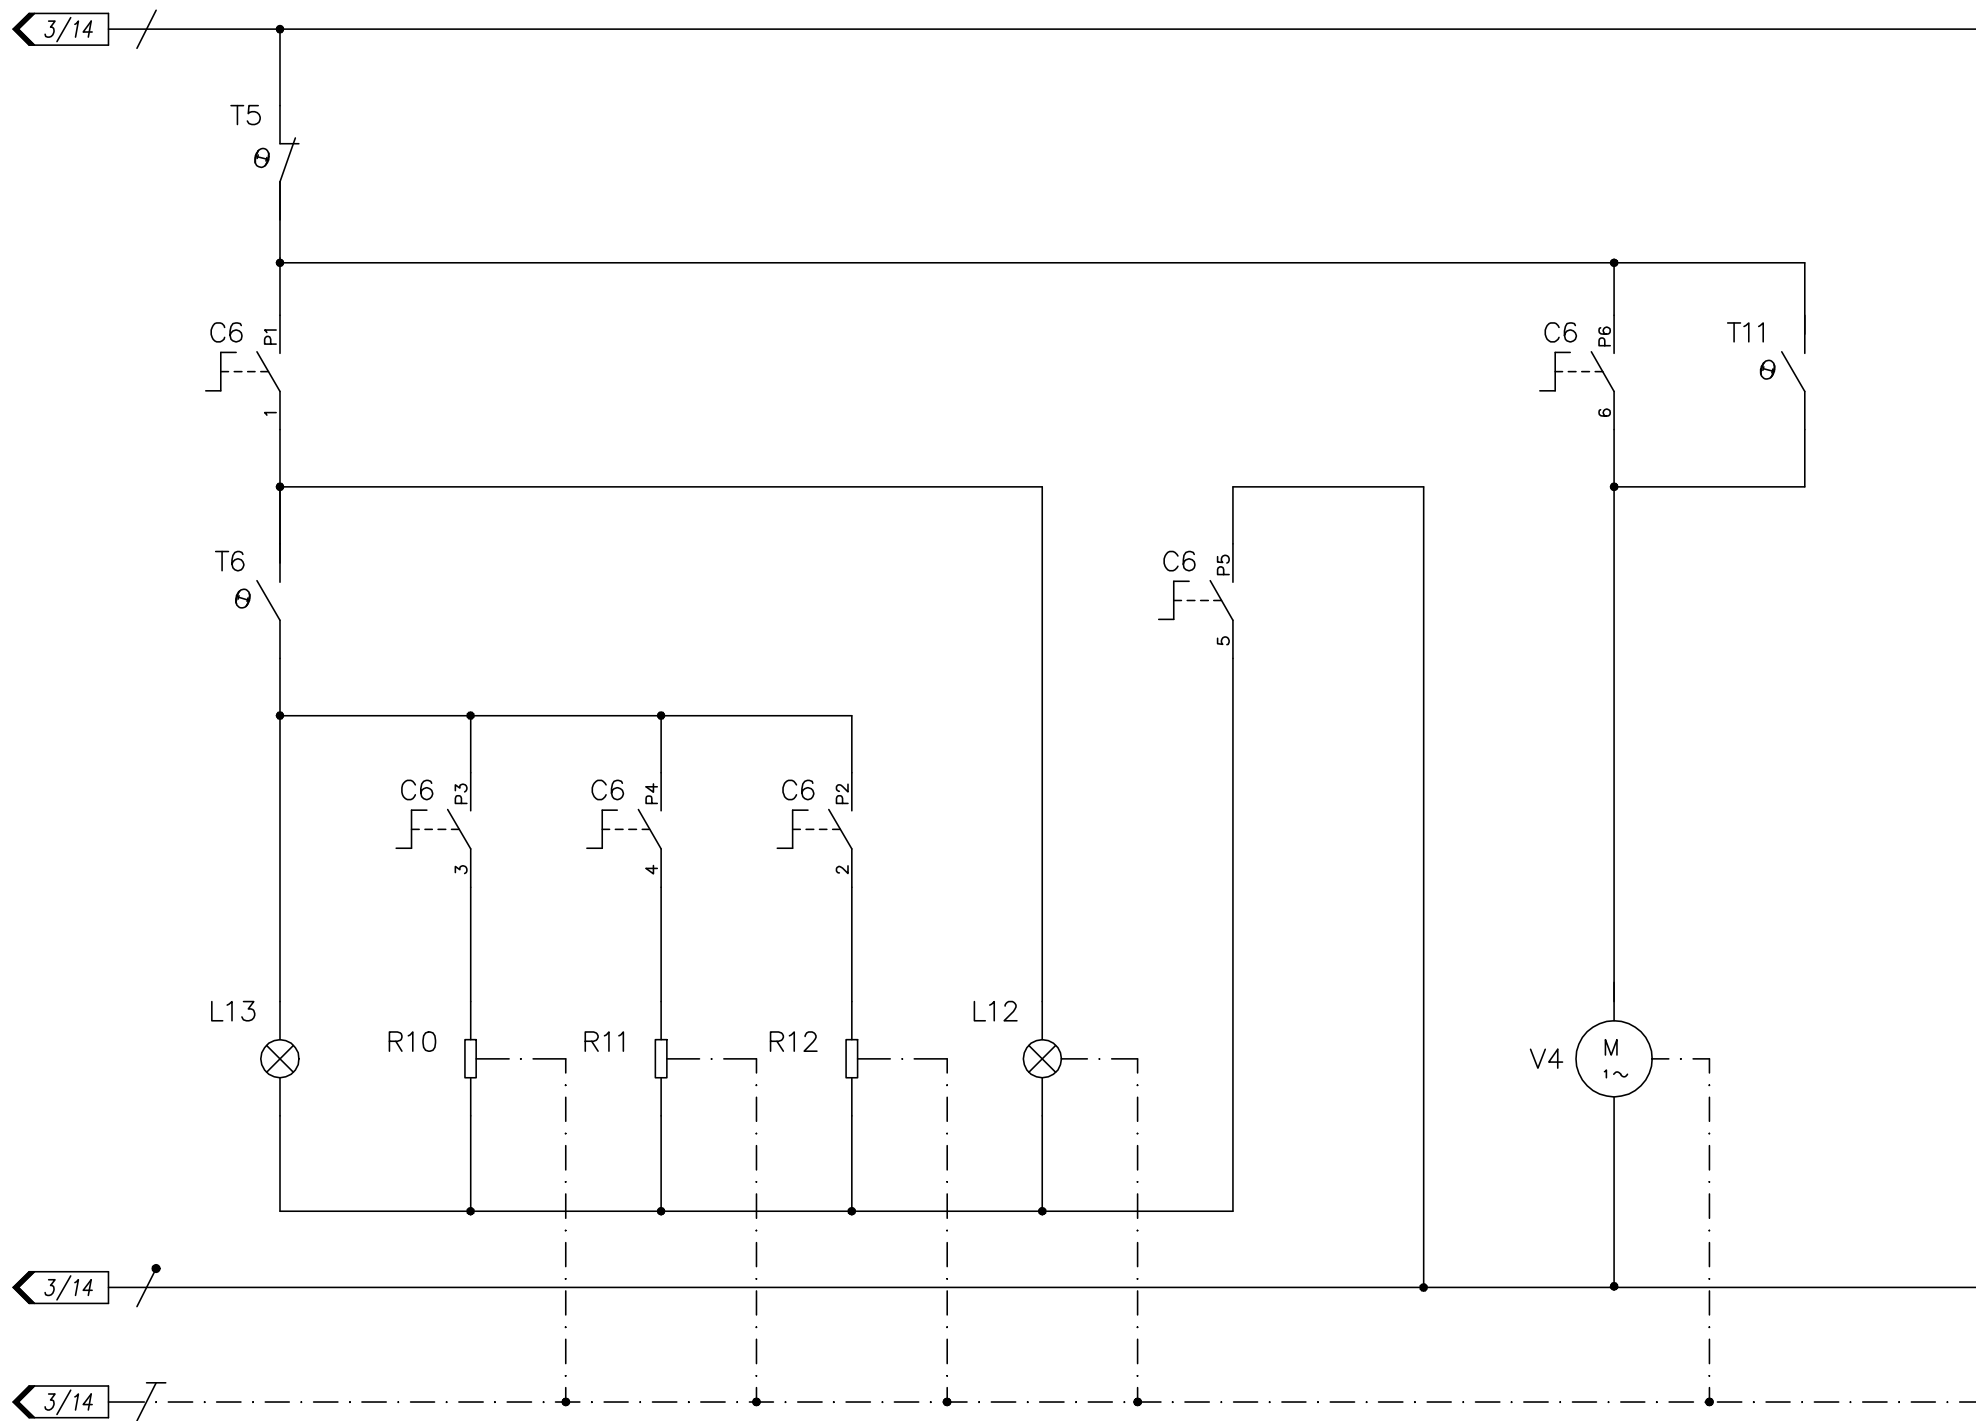 3/14
T5
θ
C6 P1 C6 P6 T11
θ
1 6
T6 C6 P5
θ
5
C6 P3 C6 P4 C6 P2
3 4 2
L13 L12
R10 R11 R12
V4 M
1~
3/14
3/14